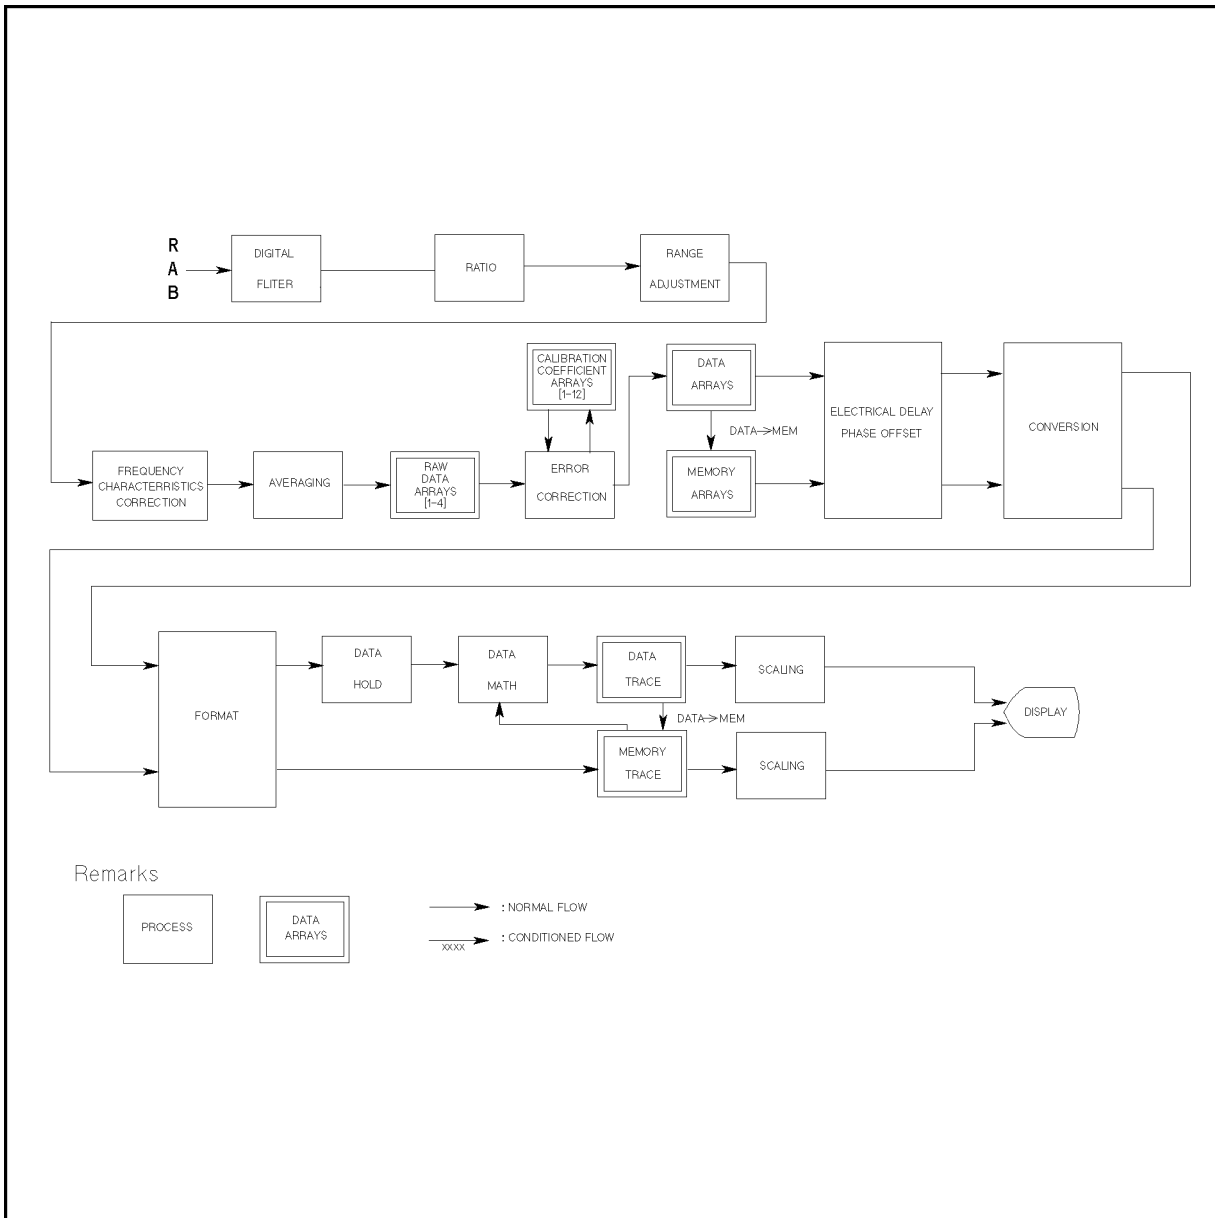 R
A
B
DIGITAL
FLITER
RATIO
RANGE
ADJUSTMENT
CALIBRATION
COEFFICIENT
ARRAYS
[1-12]
DATA
ARRAYS
DATA→MEM
MEMORY
ARRAYS
ELECTRICAL DELAY
PHASE OFFSET
CONVERSION
FREQUENCY
CHARACTERRISTICS
CORRECTION
AVERAGING
RAW
DATA
ARRAYS
[1-4]
ERROR
CORRECTION
FORMAT
DATA
HOLD
DATA
MATH
DATA
TRACE
SCALING
DATA→MEM
MEMORY
TRACE
SCALING
DISPLAY
Remarks
PROCESS
DATA
ARRAYS
: NORMAL FLOW
XXXX
: CONDITIONED FLOW